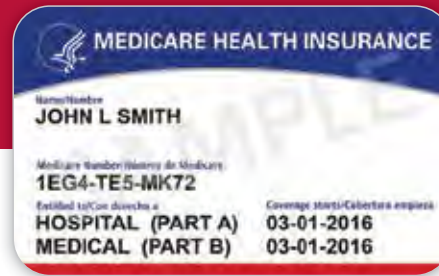 MEDICARE HEALTH INSURANCE
Name/Nombre
JOHN L SMITH
Medicare Number/Número de Medicare
1EG4-TE5-MK72
Entitled to/Con derecho a
HOSPITAL (PART A)
MEDICAL (PART B)
Coverage starts/Cobertura empieza
03-01-2016
03-01-2016
SAMPLE